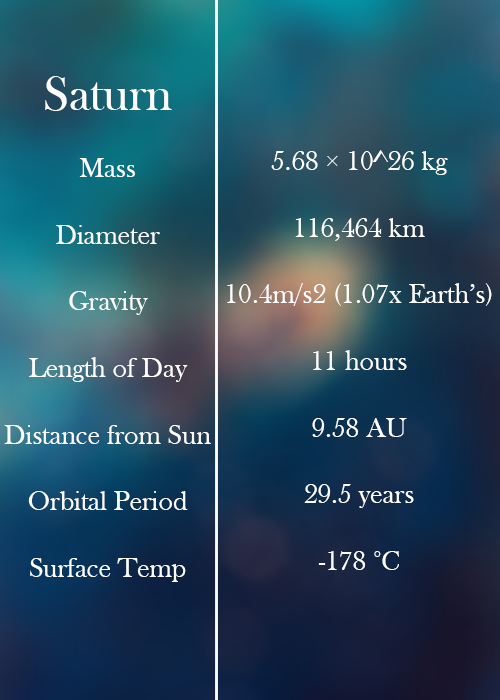 Saturn
Mass 5.68 × 10^26 kg
Diameter 116,464 km
Gravity 10.4m/s2 (1.07x Earth's)
Length of Day 11 hours
Distance from Sun 9.58 AU
Orbital Period 29.5 years
Surface Temp -178 °C